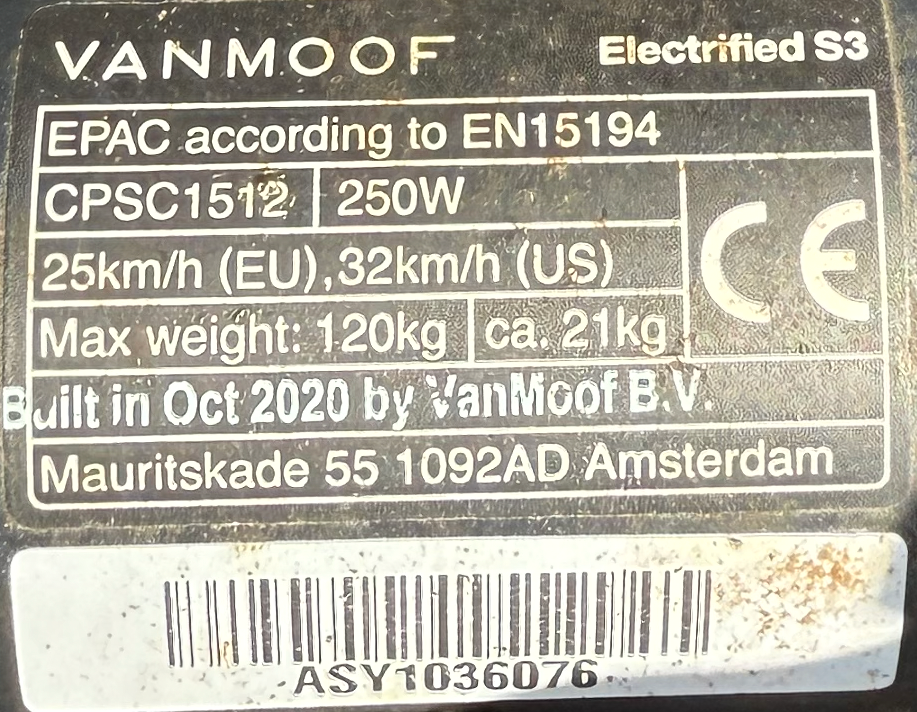 VANMOOF Electrified S3
EPAC according to EN15194
CPSC1512 250W
25km/h (EU),32km/h (US)
CE
Max weight: 120kg ca. 21kg
Built in Oct 2020 by VanMoof B.V.
Mauritskade 55 1092AD Amsterdam
ASY1036076